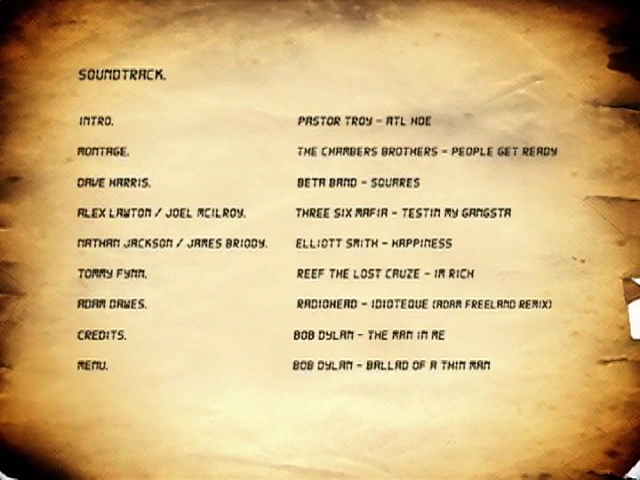 SOUNDTRACK.
INTRO. PASTOR TROY - ATL HOE
MONTAGE. THE CHAMBERS BROTHERS - PEOPLE GET READY
DAVE HARRIS. BETA BAND - SQUARES
ALEX LAWTON / JOEL MCILROY. THREE SIX MAFIA - TESTIN MY GANGSTA
NATHAN JACKSON / JAMES BRIODY. ELLIOTT SMITH - HAPPINESS
TOMMY FYNN. REEF THE LOST CAUZE - IM RICH
ADAM DAWES. RADIOHEAD - IDIOTEQUE (ADAM FREELAND REMIX)
CREDITS. BOB DYLAN - THE MAN IN ME
MENU. BOB DYLAN - BALLAD OF A THIN MAN